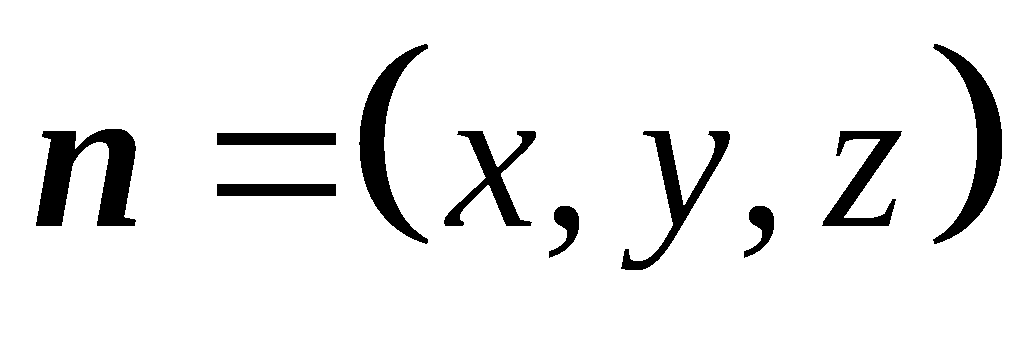 n = (x, y, z)